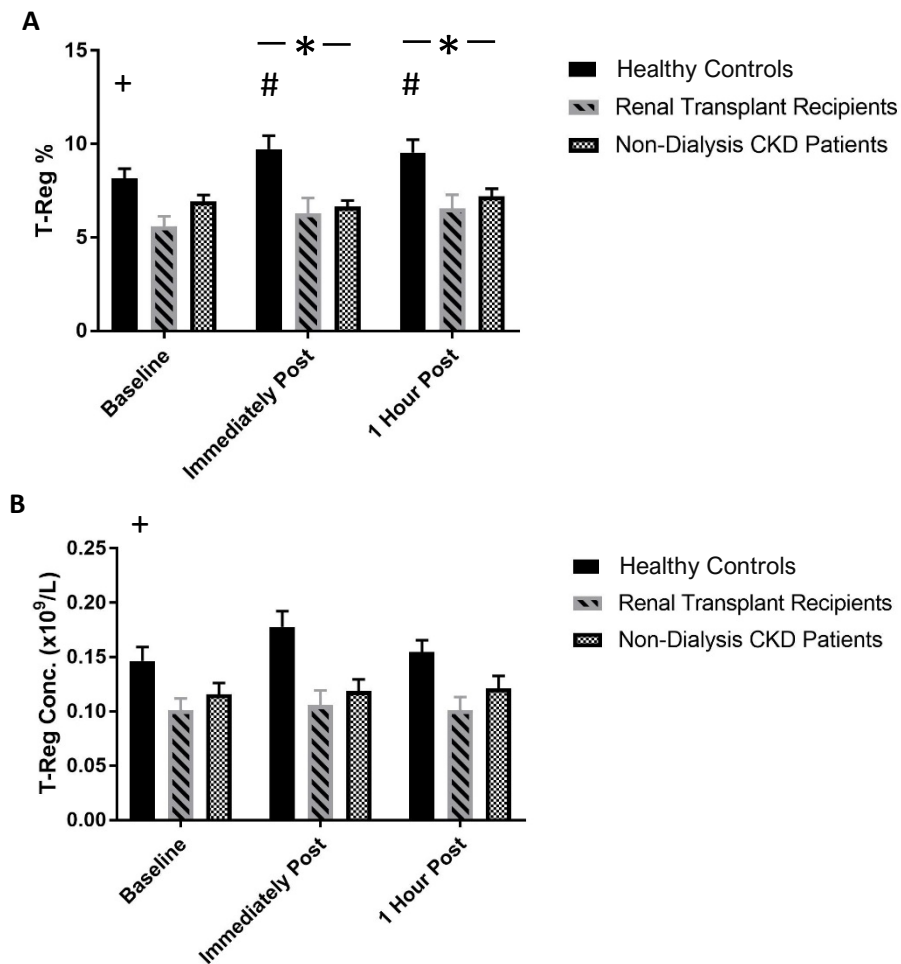 A
15
10
5
0
T-Reg %
+
#
— * —
#
— * —
Healthy Controls
Renal Transplant Recipients
Non-Dialysis CKD Patients
Baseline
Immediately Post
1 Hour Post
B
+
0.25
0.20
0.15
0.10
0.05
0.00
T-Reg Conc. (x10⁹/L)
Healthy Controls
Renal Transplant Recipients
Non-Dialysis CKD Patients
Baseline
Immediately Post
1 Hour Post